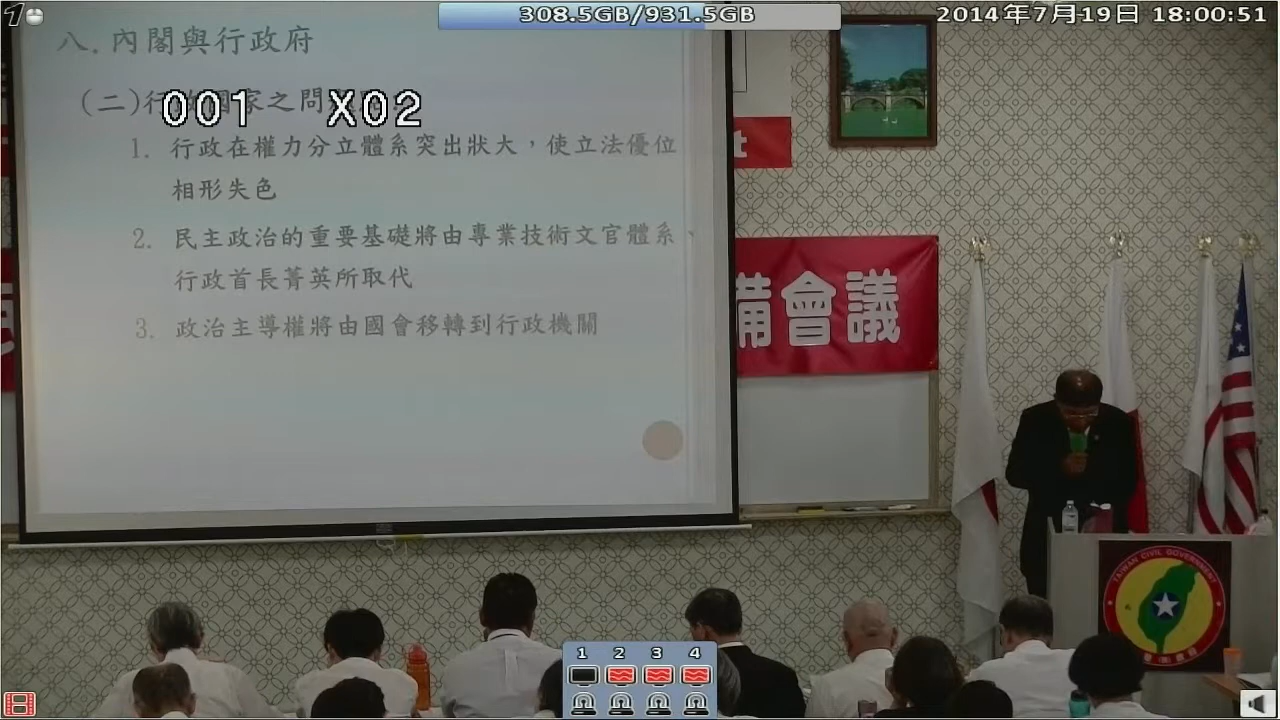 1
308.5GB/931.5GB
2014年7月19日 18:00:51
八.內閣與行政府
001 X02
1. 行政在權力分立體系突出狀大,使立法優位
相形失色
2. 民主政治的重要基礎將由專業技術文官體系、
行政首長菁英所取代
3. 政治主導權將由國會移轉到行政機關
t
備會議
TAIWAN CIVIL GOVERNMENT
1 2 3 4